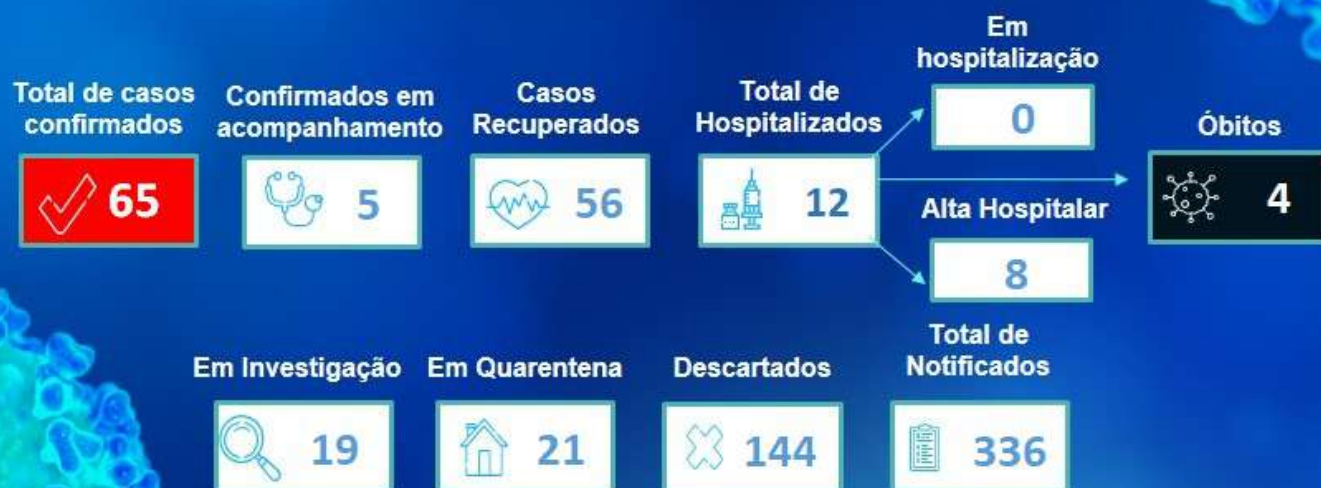 Total de casos
confirmados
65
Confirmados em
acompanhamento
5
Casos
Recuperados
56
Total de
Hospitalizados
12
Em
hospitalização
0
Alta Hospitalar
8
Óbitos
4
Em Investigação
19
Em Quarentena
21
Descartados
144
Total de
Notificados
336